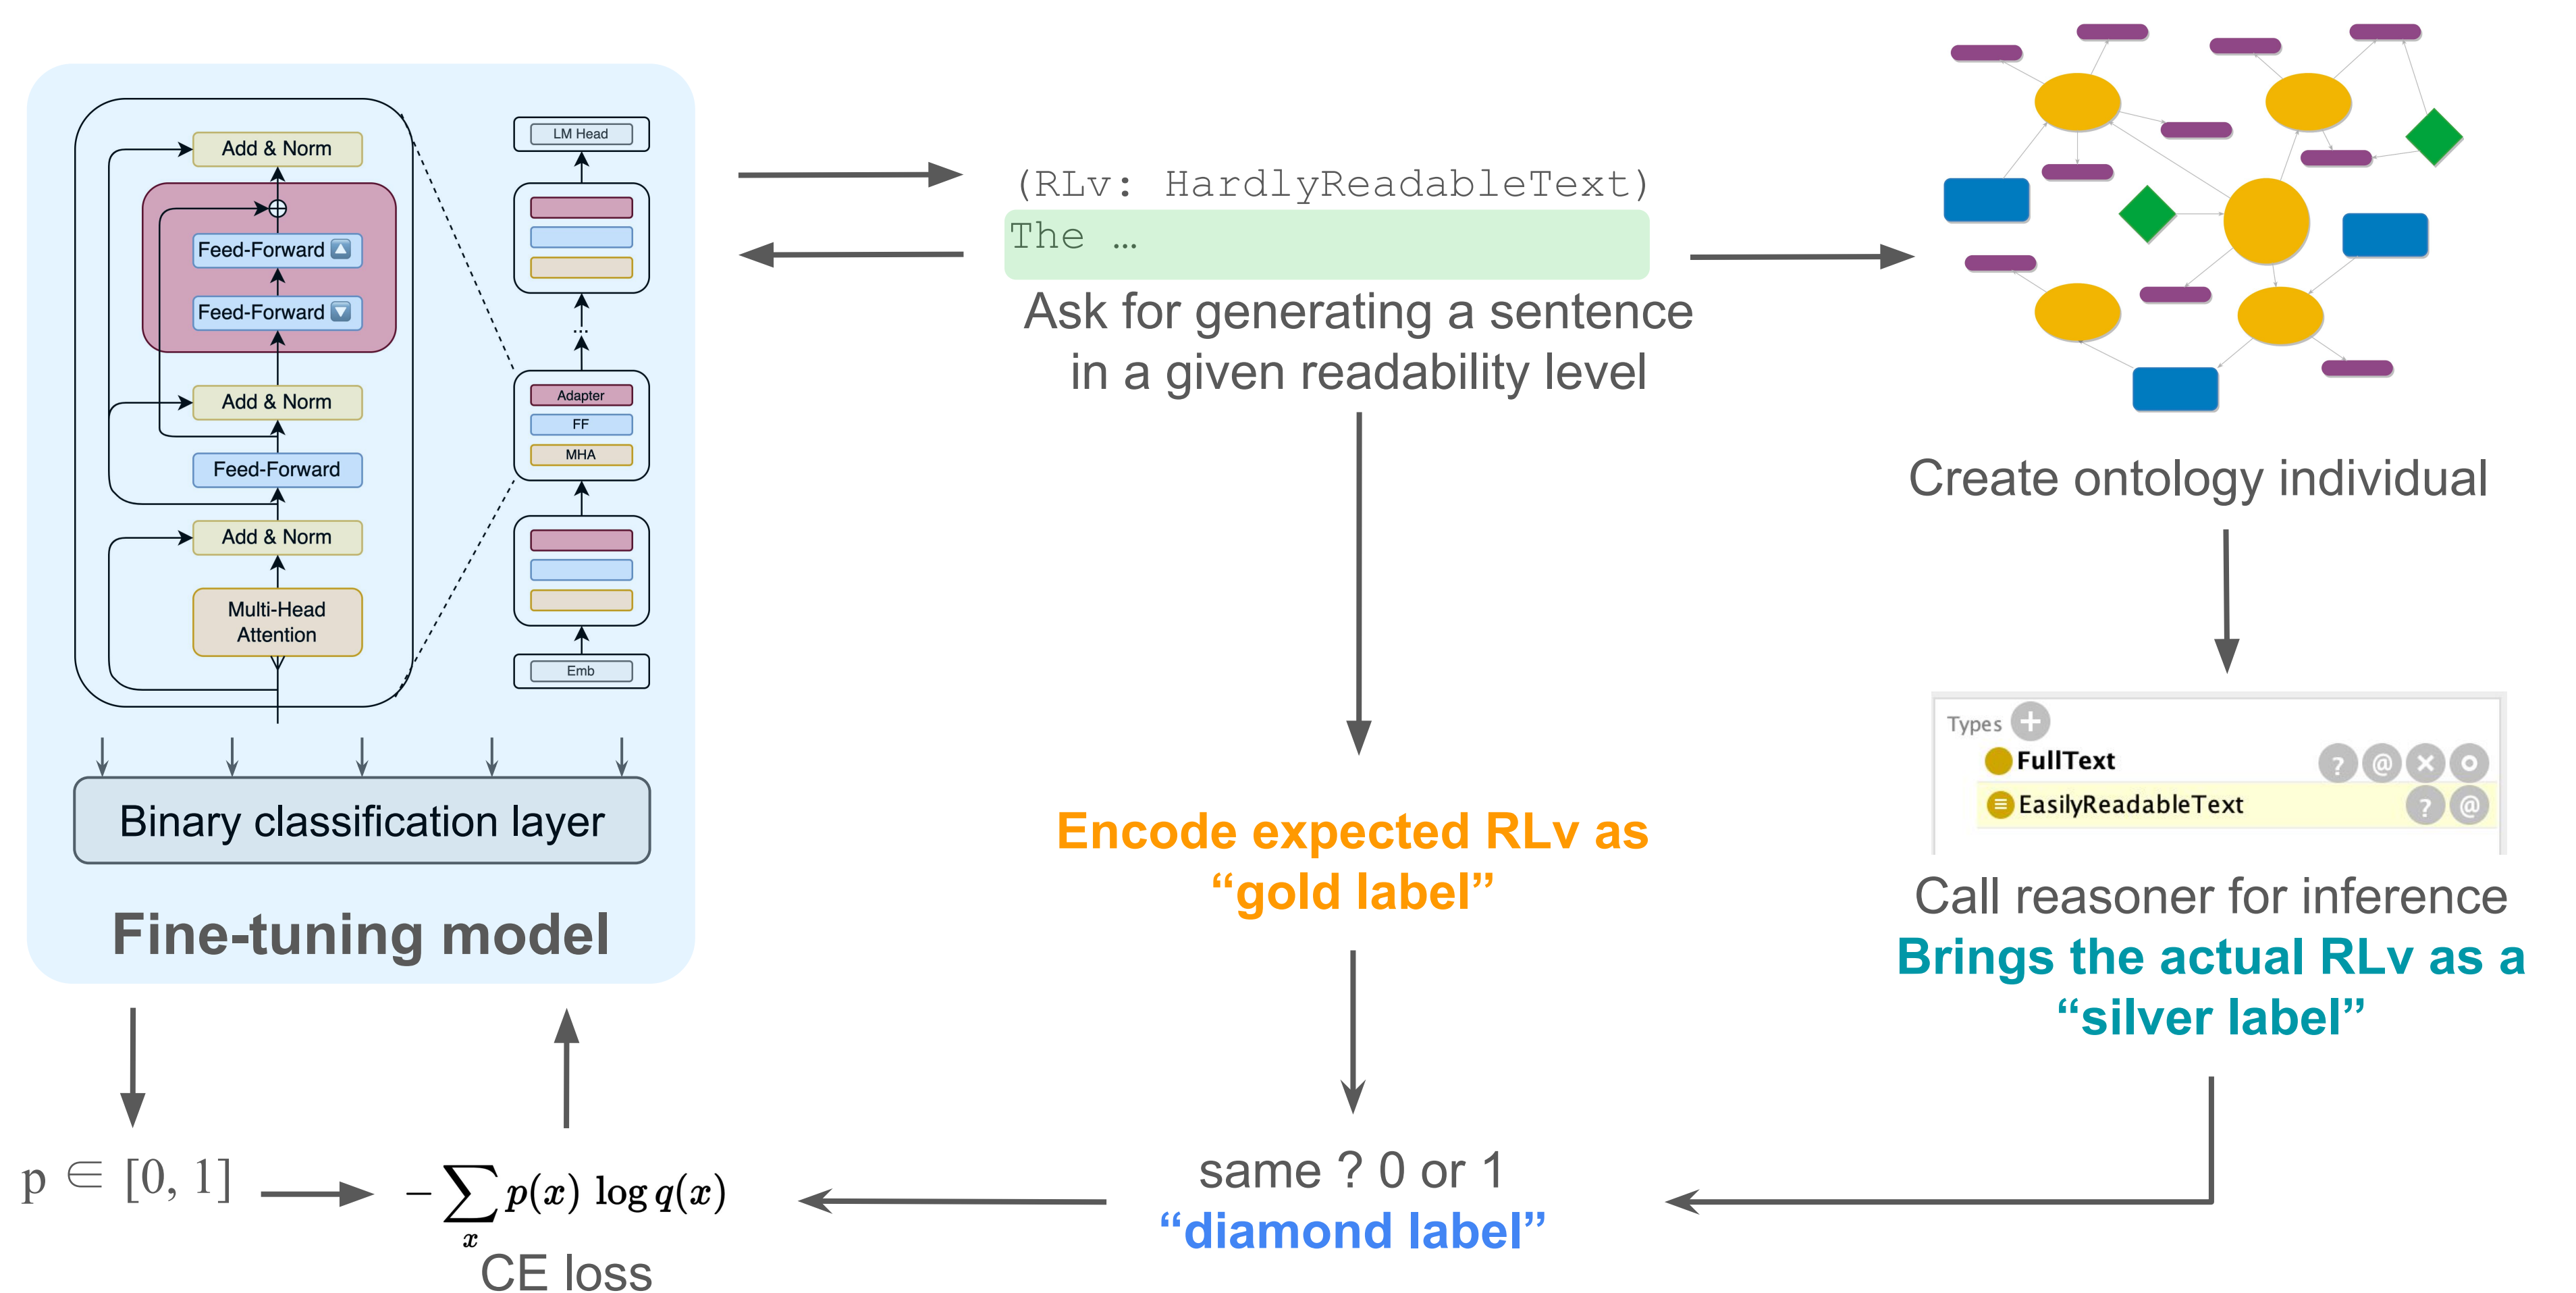 Add & Norm
Feed-Forward
Feed-Forward
Add & Norm
Feed-Forward
Add & Norm
Multi-Head
Attention
LM Head
...
Adapter
FF
MHA
Emb
Binary classification layer
Fine-tuning model
(RLv: HardlyReadableText)
The …
Ask for generating a sentence
in a given readability level
Create ontology individual
Types +
FullText ? @ × o
EasilyReadableText ? @
Call reasoner for inference
Brings the actual RLv as a
“silver label”
Encode expected RLv as
“gold label”
same ? 0 or 1
“diamond label”
p ∈ [0, 1]
− ∑ p(x) log q(x)
x
CE loss